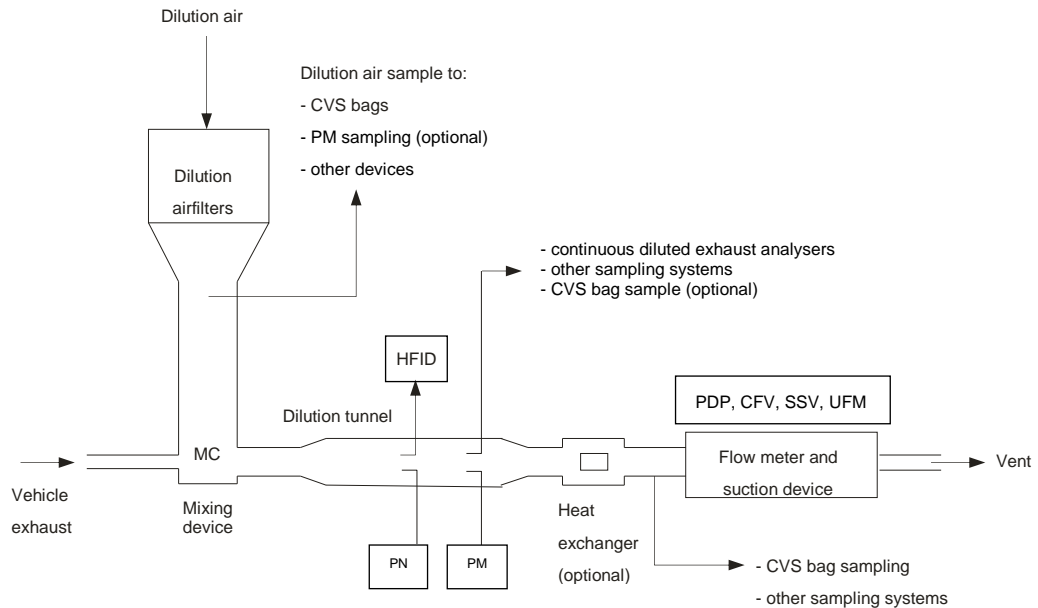 Dilution air
Dilution air sample to:
- CVS bags
- PM sampling (optional)
- other devices
Dilution
airfilters
- continuous diluted exhaust analysers
- other sampling systems
- CVS bag sample (optional)
HFID
PDP, CFV, SSV, UFM
Dilution tunnel
MC
Flow meter and
suction device
Vent
Vehicle
exhaust
Mixing
device
Heat
exchanger
(optional)
PN
PM
- CVS bag sampling
- other sampling systems